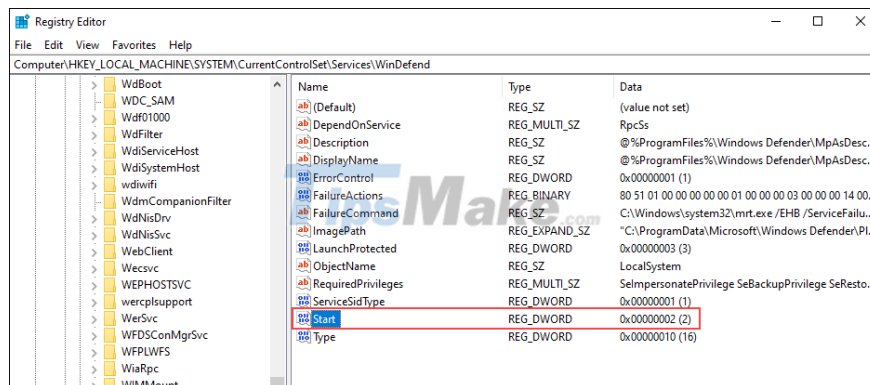 Registry Editor
File Edit View Favorites Help
Computer\HKEY_LOCAL_MACHINE\SYSTEM\CurrentControlSet\Services\WinDefend
WdBoot
WDC_SAM
Wdf01000
WdFilter
WdiServiceHost
WdiSystemHost
wdiwifi
WdmCompanionFilter
WdNisDrv
WdNisSvc
WebClient
Wecsvc
WEPHOSTSVC
wercplsupport
WerSvc
WFDSConMgrSvc
WFPLWFS
WiaRpc
WIMMount
Name Type Data
(Default) REG_SZ (value not set)
DependOnService REG_MULTI_SZ RpcSs
Description REG_SZ @%ProgramFiles%\Windows Defender\MpAsDesc...
DisplayName REG_SZ @%ProgramFiles%\Windows Defender\MpAsDesc...
ErrorControl REG_DWORD 0x00000001 (1)
FailureActions REG_BINARY 80 51 01 00 00 00 00 00 01 00 00 00 03 00 00 00 14 00...
FailureCommand REG_SZ C:\Windows\system32\mrt.exe /EHB /ServiceFailu...
ImagePath REG_EXPAND_SZ "C:\ProgramData\Microsoft\Windows Defender\Pl...
LaunchProtected REG_DWORD 0x00000003 (3)
ObjectName REG_SZ LocalSystem
RequiredPrivileges REG_MULTI_SZ SeImpersonatePrivilege SeBackupPrivilege SeResto...
ServiceSidType REG_DWORD 0x00000001 (1)
Start REG_DWORD 0x00000002 (2)
Type REG_DWORD 0x00000010 (16)
TipsMake.com